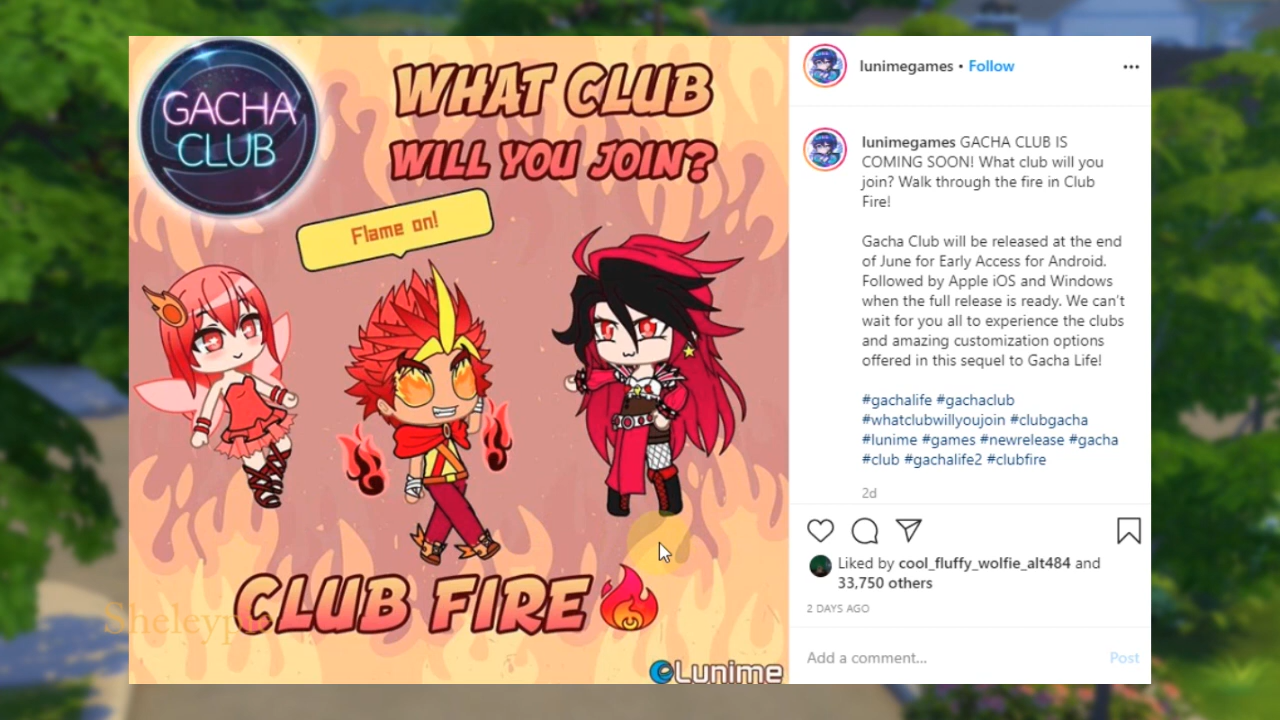 GACHA
CLUB
WHAT CLUB
WILL YOU JOIN?
Flame on!
CLUB FIRE
Sheleypie
Lunime
lunimegames • Follow
lunimegames GACHA CLUB IS
COMING SOON! What club will you
join? Walk through the fire in Club
Fire!
Gacha Club will be released at the end
of June for Early Access for Android.
Followed by Apple iOS and Windows
when the full release is ready. We can't
wait for you all to experience the clubs
and amazing customization options
offered in this sequel to Gacha Life!
#gachalife #gachaclub
#whatclubwillyoujoin #clubgacha
#lunime #games #newrelease #gacha
#club #gachalife2 #clubfire
2d
Liked by cool_fluffy_wolfie_alt484 and
33,750 others
2 DAYS AGO
Add a comment...
Post